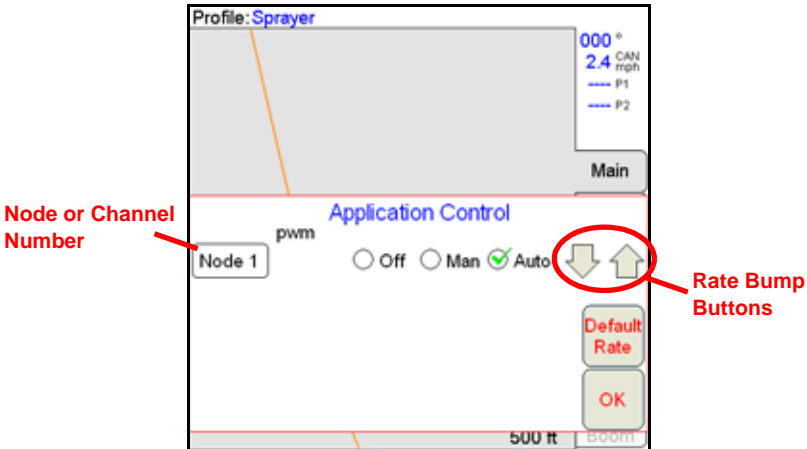 Profile: Sprayer
000 °
2.4 CAN mph
---- P1
---- P2
Main
Application Control
Node or Channel
Number
pwm
Node 1
Off Man Auto
Rate Bump
Buttons
Default
Rate
OK
500 ft
Boom